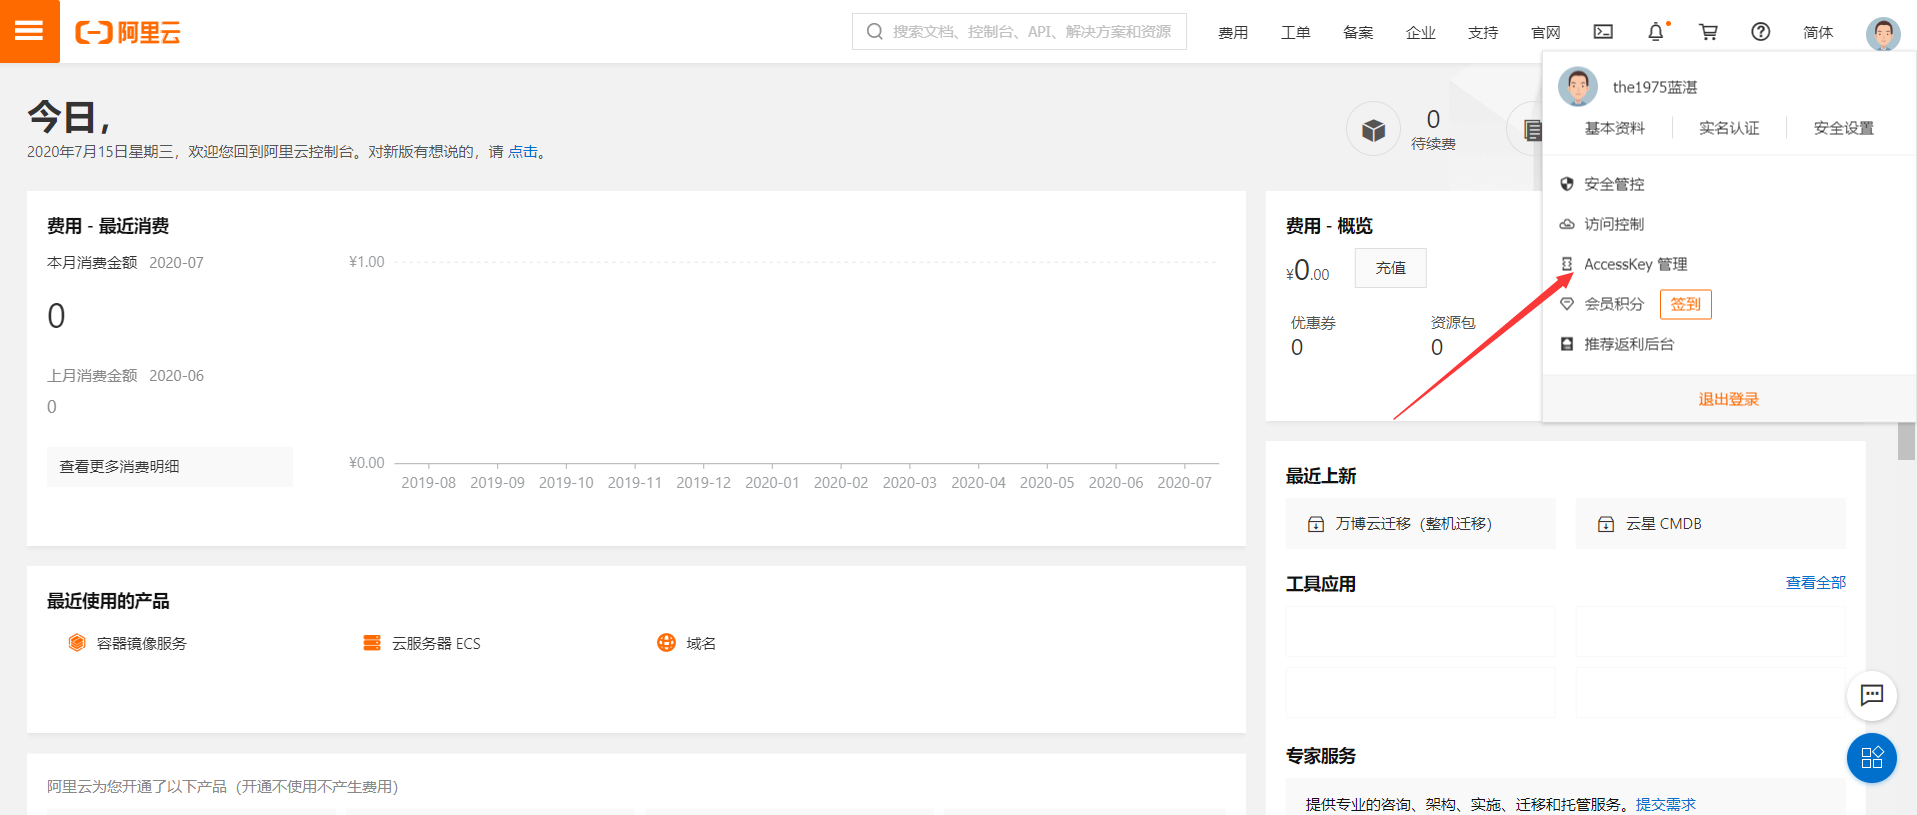 阿里云
搜索文档、控制台、API、解决方案和资源
费用 工单 备案 企业 支持 官网 简体
the1975蓝湛
基本资料 实名认证 安全设置
安全管控
访问控制
AccessKey 管理
会员积分 签到
推荐返利后台
退出登录
今日，
2020年7月15日星期三，欢迎您回到阿里云控制台。对新版有想说的，请 点击。
0
待续费
费用 - 最近消费
本月消费金额 2020-07
0
上月消费金额 2020-06
0
查看更多消费明细
¥1.00
¥0.00
2019-08 2019-09 2019-10 2019-11 2019-12 2020-01 2020-02 2020-03 2020-04 2020-05 2020-06 2020-07
费用 - 概览
¥0.00 充值
优惠券 资源包
0 0
最近使用的产品
容器镜像服务 云服务器 ECS 域名
最近上新
万博云迁移（整机迁移） 云星 CMDB
工具应用 查看全部
专家服务
提供专业的咨询、架构、实施、迁移和托管服务。提交需求
阿里云为您开通了以下产品（开通不使用不产生费用）